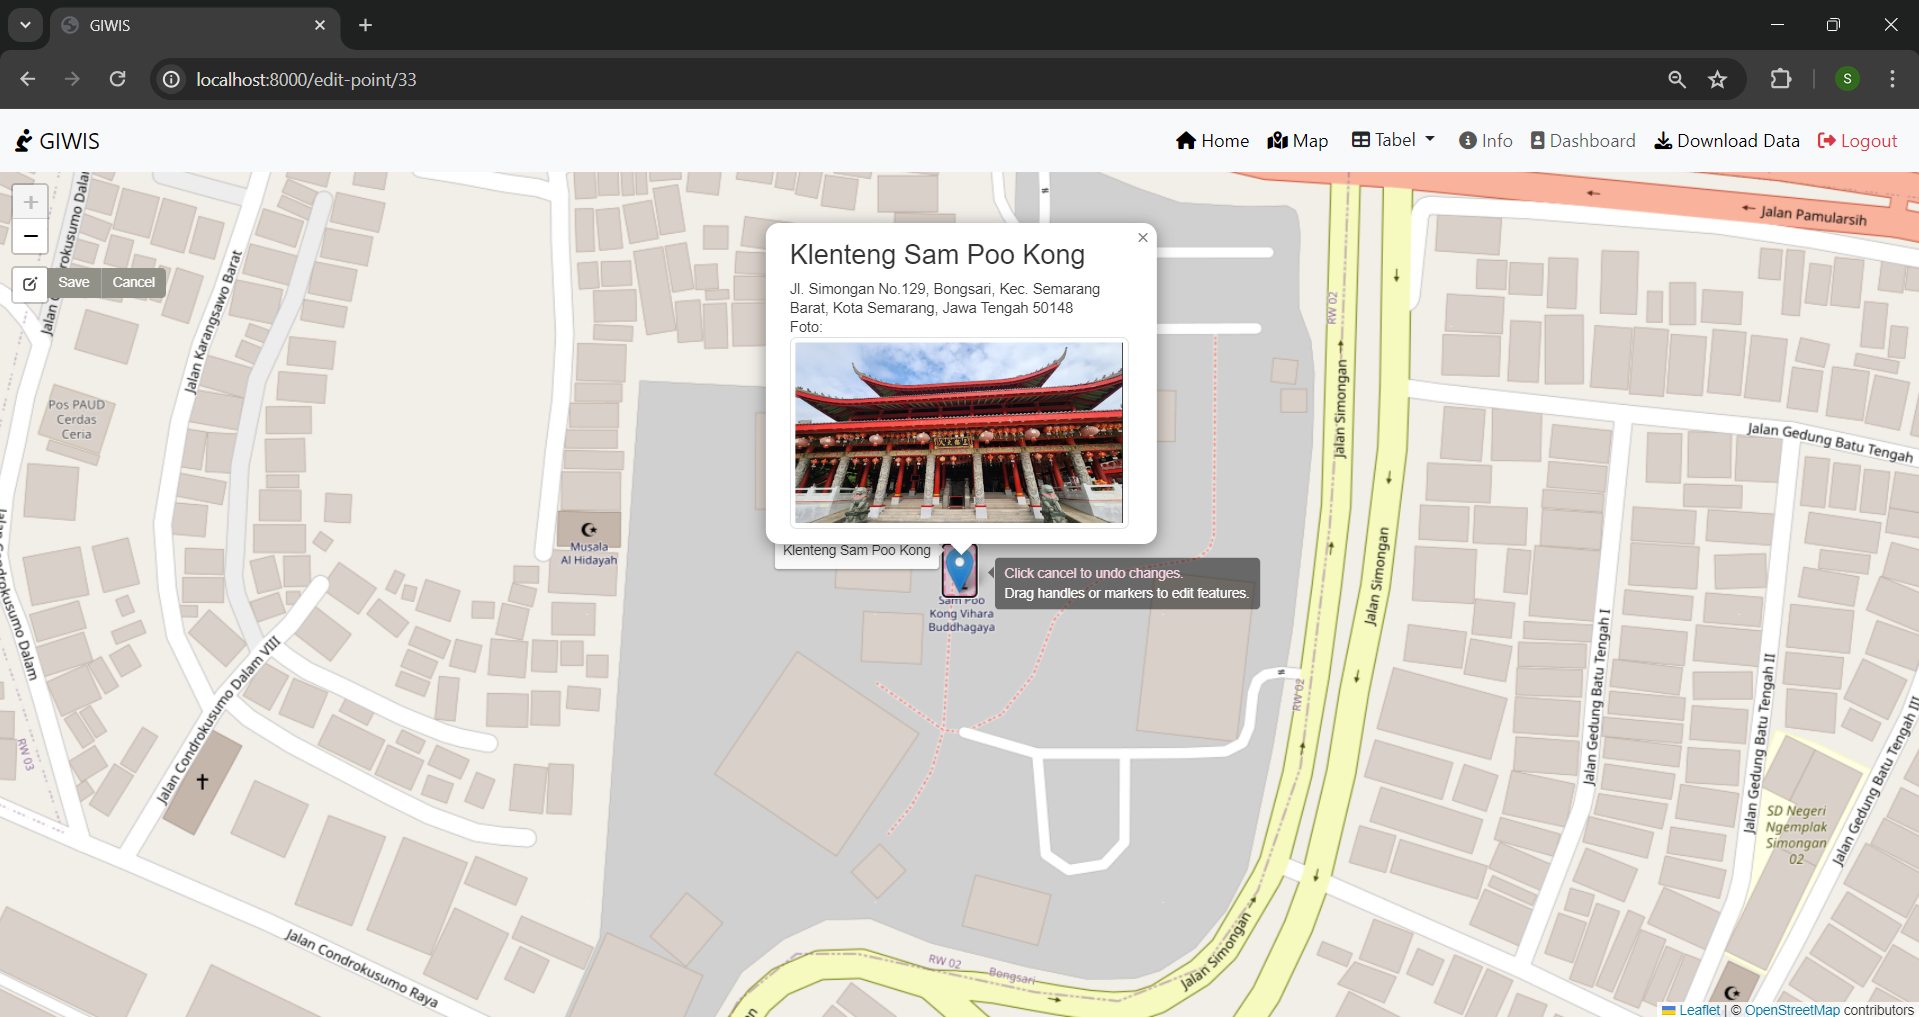 GIWIS
localhost:8000/edit-point/33
S
GIWIS
Home
Map
Tabel
Info
Dashboard
Download Data
Logout
+
−
Save
Cancel
Klenteng Sam Poo Kong
×
Jl. Simongan No.129, Bongsari, Kec. Semarang
Barat, Kota Semarang, Jawa Tengah 50148
Foto:
Klenteng Sam Poo Kong
Click cancel to undo changes.
Drag handles or markers to edit features.
Sam Poo
Kong Vihara
Buddhagaya
Jalan Pamularsih
Jalan Karangsawo Barat
Pos PAUD
Cerdas
Ceria
Musala
Al Hidayah
RW 02
Jalan Simongan
Jalan Gedung Batu Tengah
Jalan Simongan
Jalan Condrokusumo Dalam VIII
RW 02
Jalan Gedung Batu Tengah I
Jalan Gedung Batu Tengah II
Jalan Gedung Batu Tengah III
RW 03
SD Negeri
Ngemplak
Simongan
02
Jalan Condrokusumo Raya
RW 02
Bongsari
Jalan Simongan
Leaflet | © OpenStreetMap contributors